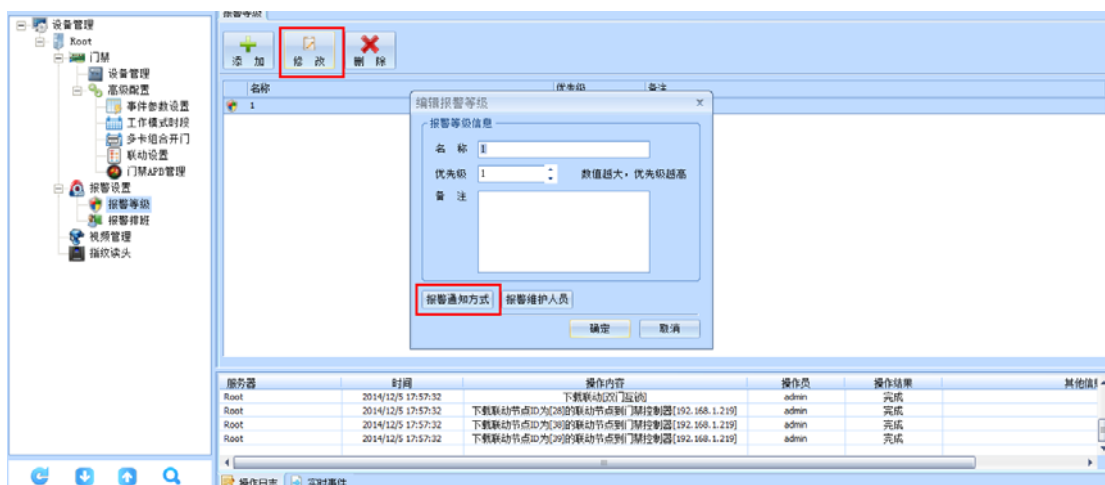 设备管理
Root
门禁
设备管理
高级配置
事件参数设置
工作模式时段
多卡组合开门
联动设置
门禁APB管理
报警设置
报警等级
报警排班
视频管理
指纹读头
报警等级
添 加
修 改
删 除
名称 优先级 备注
1
编辑报警等级 x
报警等级信息
名 称 1
优先级 1 数值越大，优先级越高
备 注
报警通知方式 报警维护人员
确定 取消
服务器 时间 操作内容 操作员 操作结果 其他信息
Root 2014/12/5 17:57:32 下载联动[双门互锁] admin 完成
Root 2014/12/5 17:57:32 下载联动节点ID为[28]的联动节点到门禁控制器[192.168.1.219] admin 完成
Root 2014/12/5 17:57:32 下载联动节点ID为[38]的联动节点到门禁控制器[192.168.1.219] admin 完成
Root 2014/12/5 17:57:32 下载联动节点ID为[39]的联动节点到门禁控制器[192.168.1.219] admin 完成
操作日志 实时事件